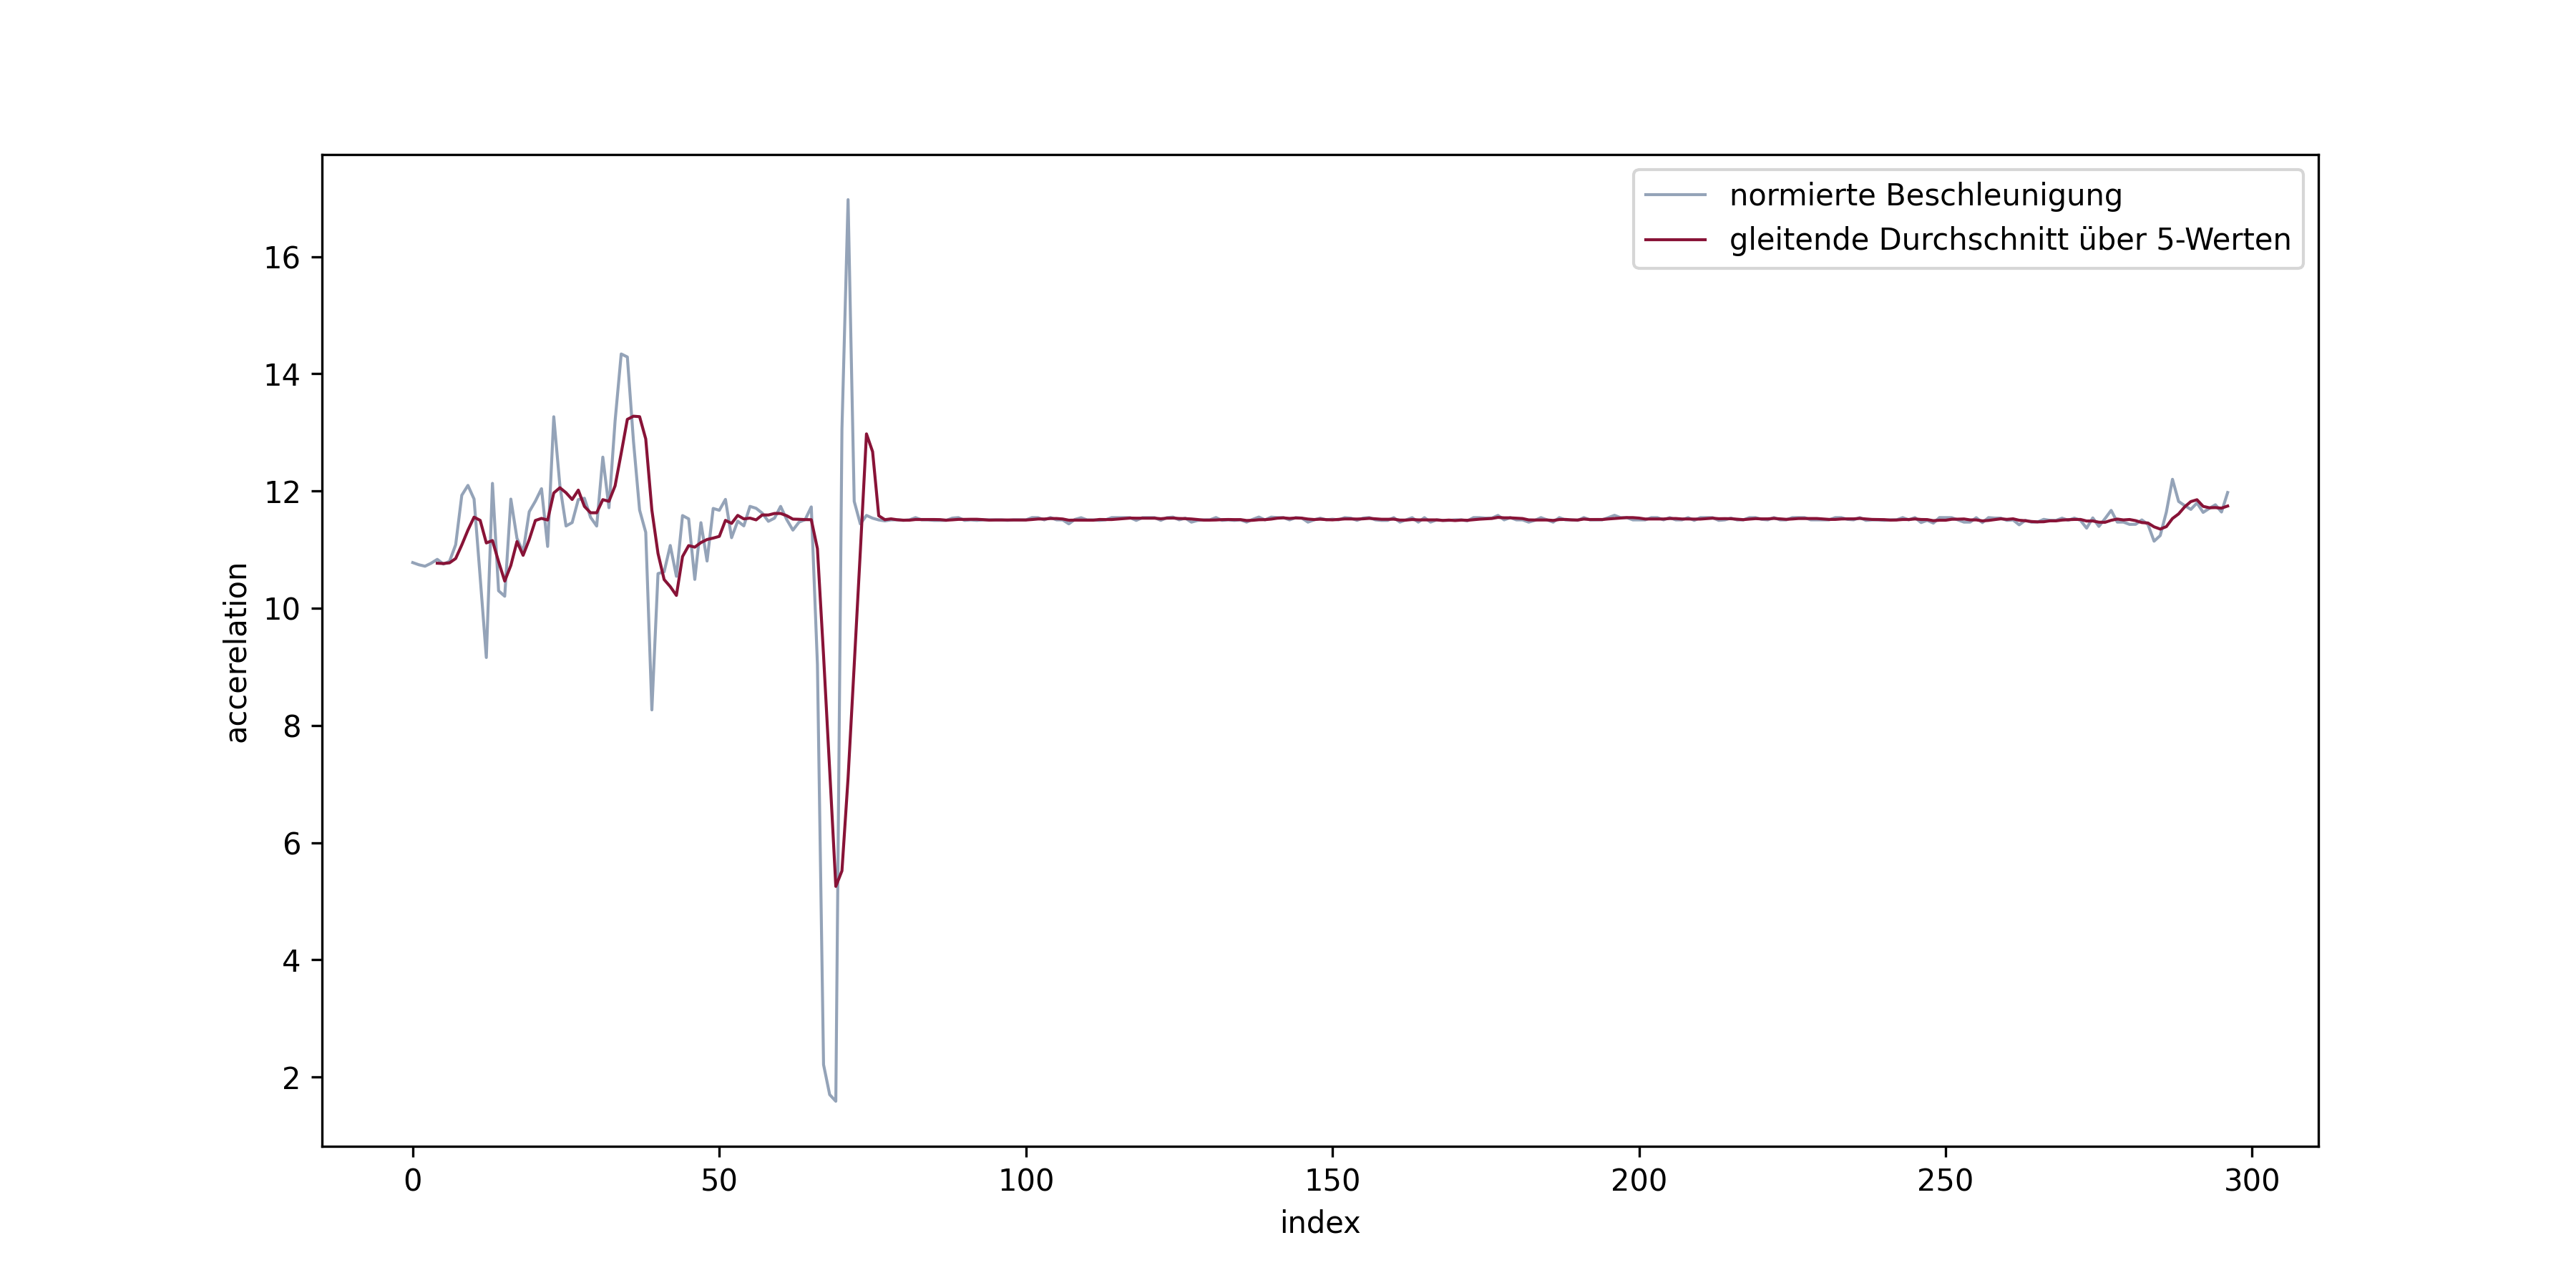 normierte Beschleunigung
gleitende Durchschnitt über 5-Werten
16
14
12
10
8
6
4
2
accerelation
0 50 100 150 200 250 300
index